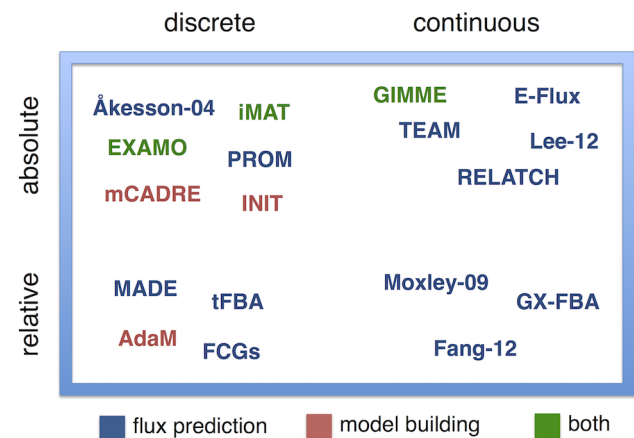 discrete continuous
absolute
Åkesson-04 iMAT GIMME E-Flux
EXAMO PROM TEAM Lee-12
mCADRE INIT RELATCH
relative
MADE tFBA Moxley-09 GX-FBA
AdaM FCGs Fang-12
flux prediction model building both